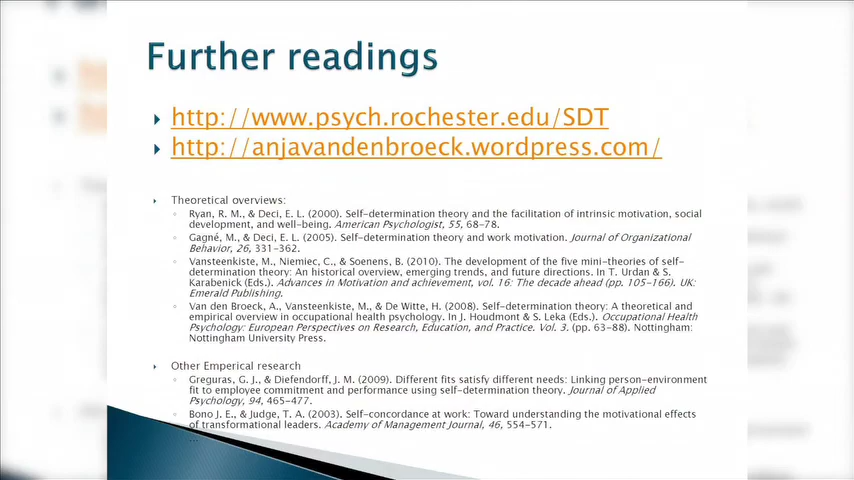 Further readings
http://www.psych.rochester.edu/SDT
http://anjavandenbroeck.wordpress.com/
Theoretical overviews:
Ryan, R. M., & Deci, E. L. (2000). Self-determination theory and the facilitation of intrinsic motivation, social
development, and well-being. American Psychologist, 55, 68-78.
Gagné, M., & Deci, E. L. (2005). Self-determination theory and work motivation. Journal of Organizational
Behavior, 26, 331-362.
Vansteenkiste, M., Niemiec, C., & Soenens, B. (2010). The development of the five mini-theories of self-
determination theory: An historical overview, emerging trends, and future directions. In T. Urdan & S.
Karabenick (Eds.). Advances in Motivation and achievement, vol. 16: The decade ahead (pp. 105-166). UK:
Emerald Publishing.
Van den Broeck, A., Vansteenkiste, M., & De Witte, H. (2008). Self-determination theory: A theoretical and
empirical overview in occupational health psychology. In J. Houdmont & S. Leka (Eds.). Occupational Health
Psychology: European Perspectives on Research, Education, and Practice. Vol. 3. (pp. 63-88). Nottingham:
Nottingham University Press.
Other Emperical research
Greguras, G. J., & Diefendorff, J. M. (2009). Different fits satisfy different needs: Linking person-environment
fit to employee commitment and performance using self-determination theory. Journal of Applied
Psychology, 94, 465-477.
Bono J. E., & Judge, T. A. (2003). Self-concordance at work: Toward understanding the motivational effects
of transformational leaders. Academy of Management Journal, 46, 554-571.
...